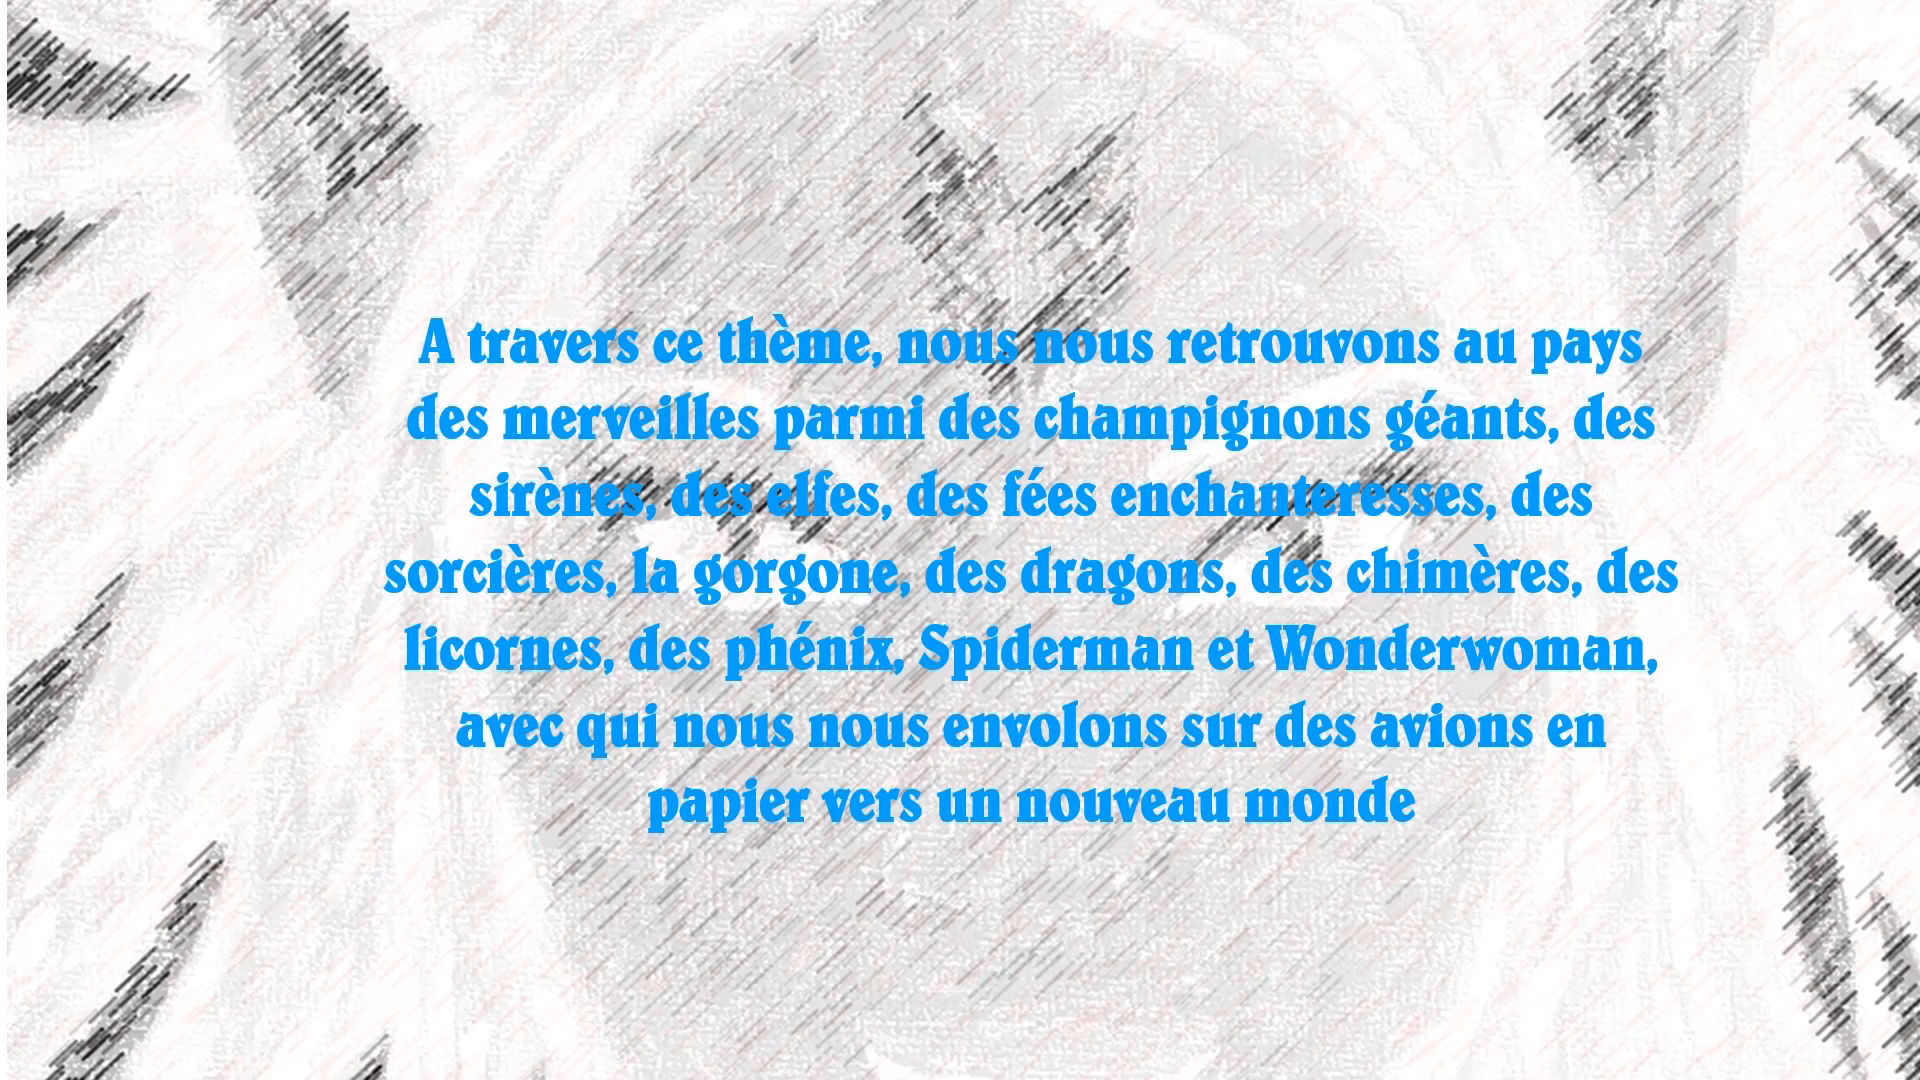 A travers ce thème, nous nous retrouvons au pays
des merveilles parmi des champignons géants, des
sirènes, des elfes, des fées enchanteresses, des
sorcières, la gorgone, des dragons, des chimères, des
licornes, des phénix, Spiderman et Wonderwoman,
avec qui nous nous envolons sur des avions en
papier vers un nouveau monde